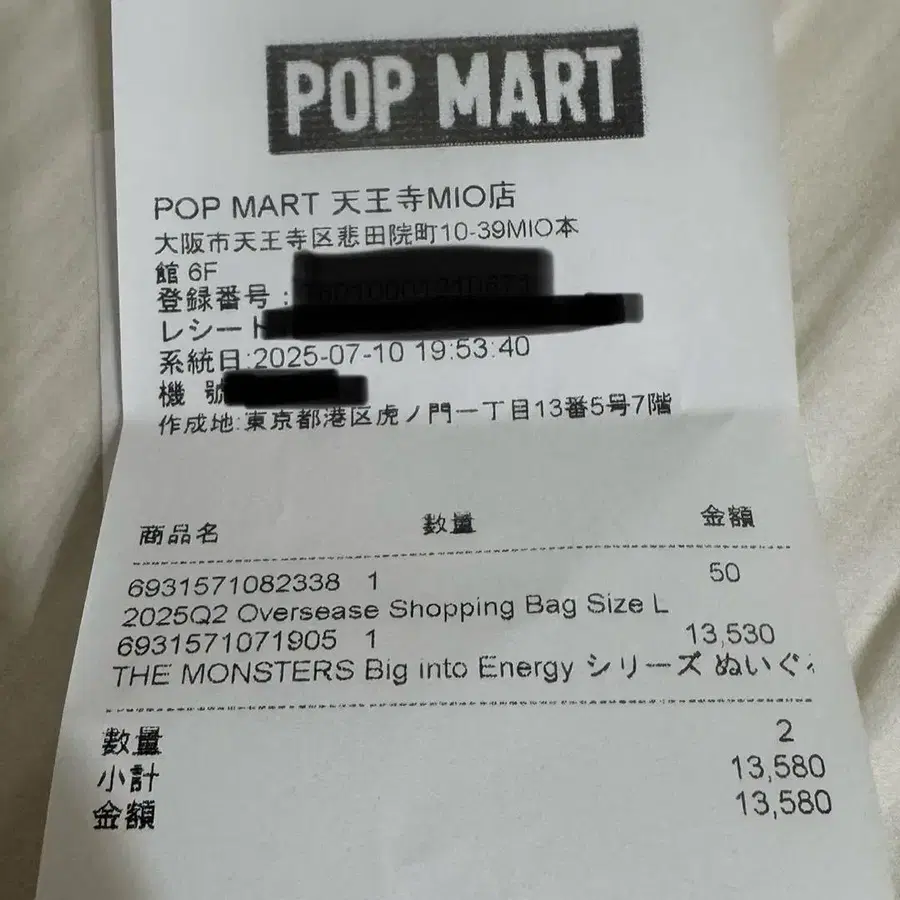 POP MART
POP MART 天王寺MIO店
大阪市天王寺区悲田院町10-39MIO本
館 6F
登録番号:
レシート
系統日:2025-07-10 19:53:40
機 號
作成地:東京都港区虎ノ門一丁目13番5号7階
商品名 数量 金額
6931571082338 1 50
2025Q2 Oversease Shopping Bag Size L
6931571071905 1 13,530
THE MONSTERS Big into Energy シリーズ ぬいぐ
数量 2
小計 13,580
金額 13,580